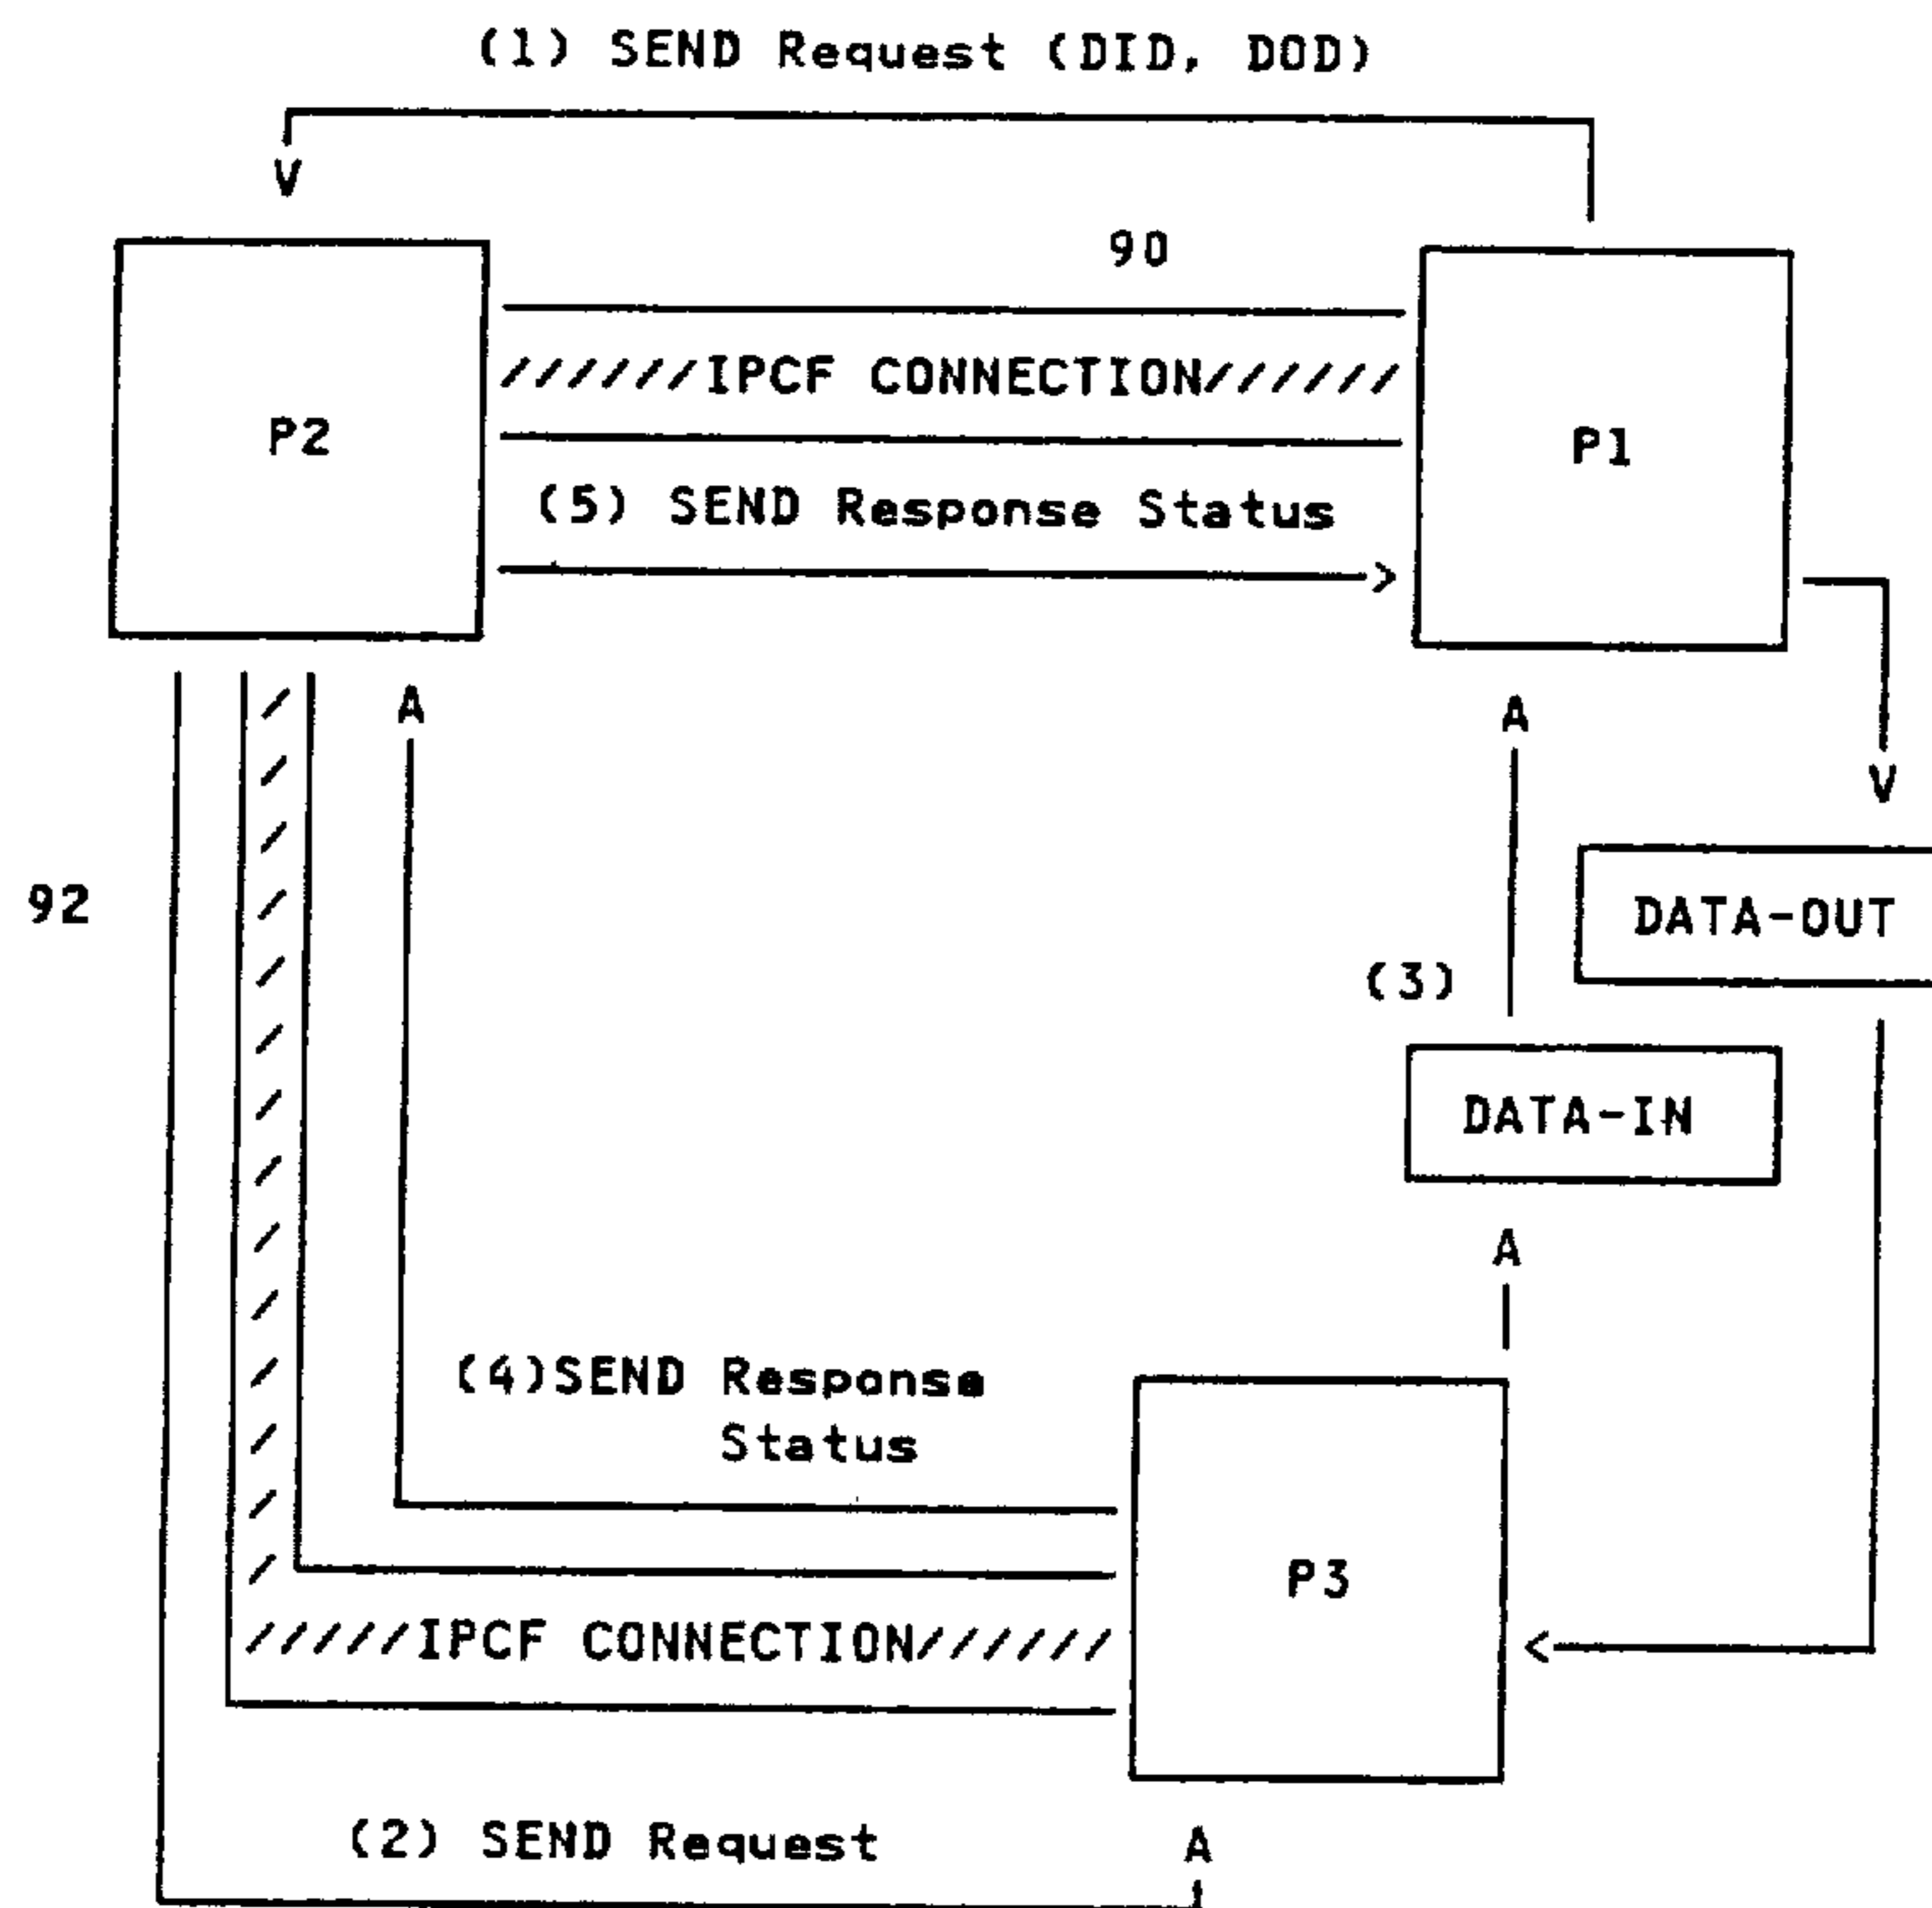 (1) SEND Request (DID, DOD)
V
90
//////IPCF CONNECTION//////
P2
P1
(5) SEND Response Status
>
A
A
V
92
DATA-OUT
(3)
DATA-IN
A
(4)SEND Response
Status
P3
/////IPCF CONNECTION//////
<
(2) SEND Request
A